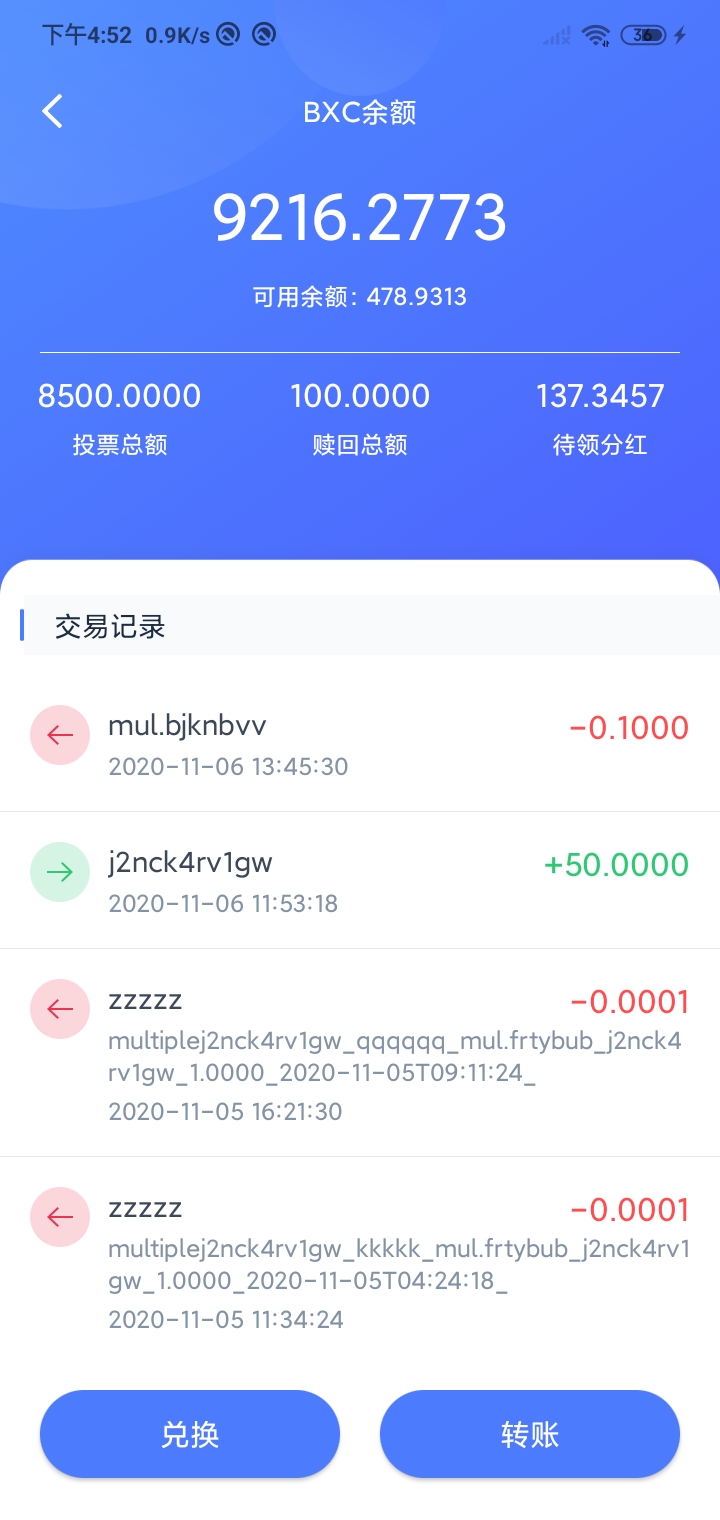 下午4:52 0.9K/s 36
BXC余额
9216.2773
可用余额: 478.9313
8500.0000 100.0000 137.3457
投票总额 赎回总额 待领分红
交易记录
mul.bjknbvv -0.1000
2020-11-06 13:45:30
j2nck4rv1gw +50.0000
2020-11-06 11:53:18
zzzzz -0.0001
multiplej2nck4rv1gw_qqqqqq_mul.frtybub_j2nck4
rv1gw_1.0000_2020-11-05T09:11:24_
2020-11-05 16:21:30
zzzzz -0.0001
multiplej2nck4rv1gw_kkkkk_mul.frtybub_j2nck4rv1
gw_1.0000_2020-11-05T04:24:18_
2020-11-05 11:34:24
兑换 转账